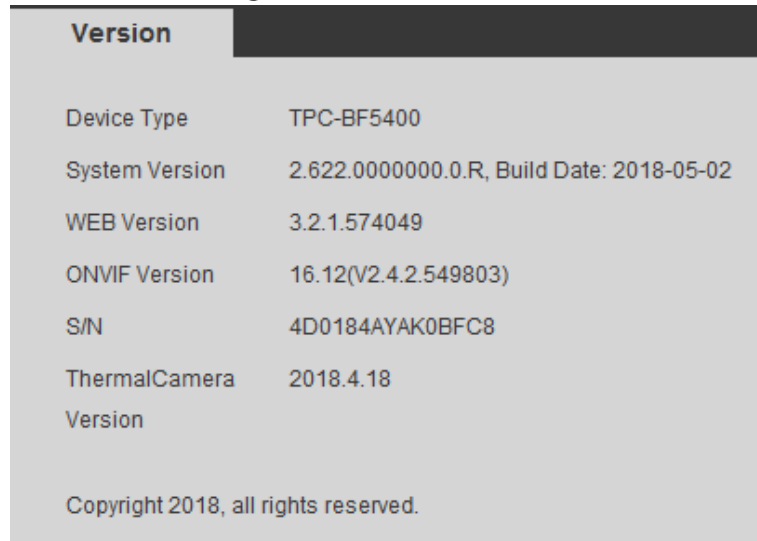 Version
Device Type TPC-BF5400
System Version 2.622.0000000.0.R, Build Date: 2018-05-02
WEB Version 3.2.1.574049
ONVIF Version 16.12(V2.4.2.549803)
S/N 4D0184AYAK0BFC8
ThermalCamera 2018.4.18
Version
Copyright 2018, all rights reserved.